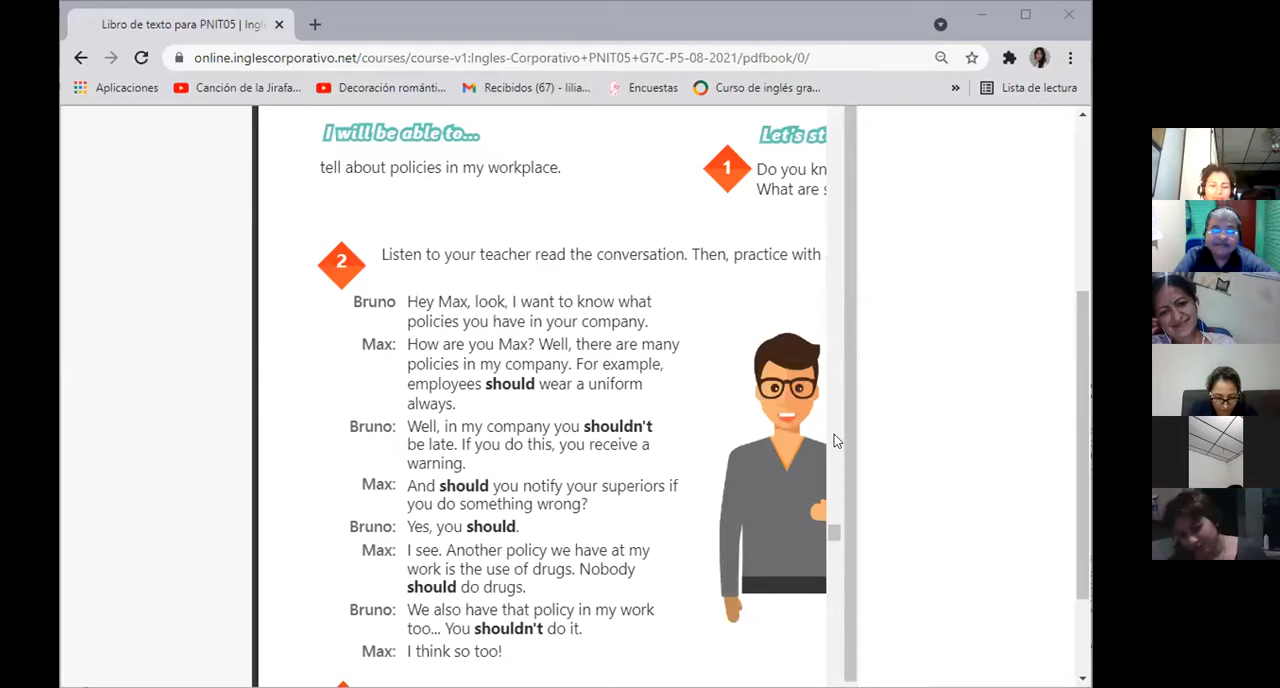 Libro de texto para PNIT05 | Ingl
online.inglescorporativo.net/courses/course-v1:Ingles-Corporativo+PNIT05+G7C-P5-08-2021/pdfbook/0/
Aplicaciones
Canción de la Jirafa...
Decoración románti...
Recibidos (67) - lilia...
Encuestas
Curso de inglés gra...
»
Lista de lectura
I will be able to...
tell about policies in my workplace.
Let's st
1
Do you kn
What are s
2
Listen to your teacher read the conversation. Then, practice with
Bruno Hey Max, look, I want to know what
policies you have in your company.
Max: How are you Max? Well, there are many
policies in my company. For example,
employees should wear a uniform
always.
Bruno: Well, in my company you shouldn't
be late. If you do this, you receive a
warning.
Max: And should you notify your superiors if
you do something wrong?
Bruno: Yes, you should.
Max: I see. Another policy we have at my
work is the use of drugs. Nobody
should do drugs.
Bruno: We also have that policy in my work
too... You shouldn't do it.
Max: I think so too!